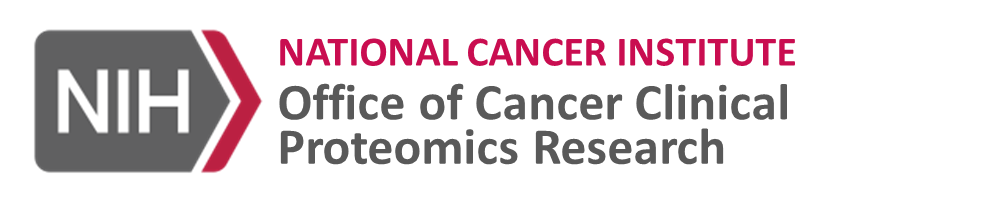 NIH
NATIONAL CANCER INSTITUTE
Office of Cancer Clinical
Proteomics Research